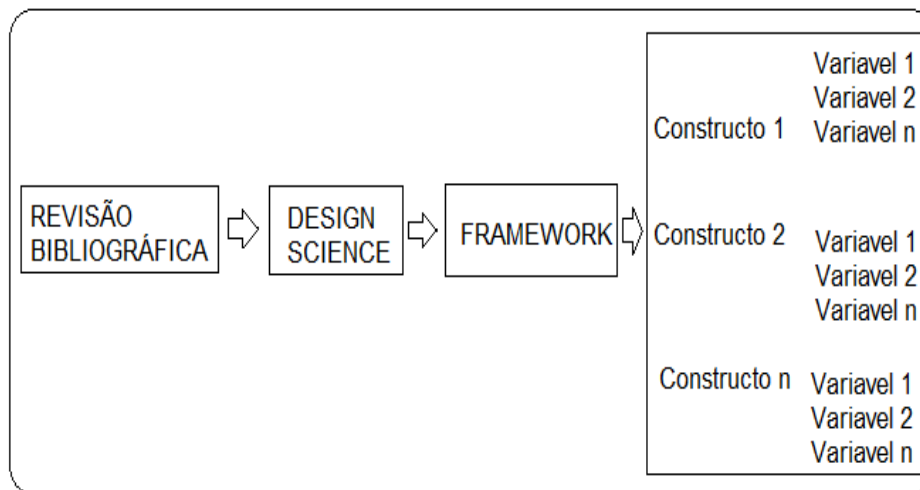 REVISÃO
BIBLIOGRÁFICA
DESIGN
SCIENCE
FRAMEWORK
Constructo 1
Variavel 1
Variavel 2
Variavel n
Constructo 2
Variavel 1
Variavel 2
Variavel n
Constructo n
Variavel 1
Variavel 2
Variavel n